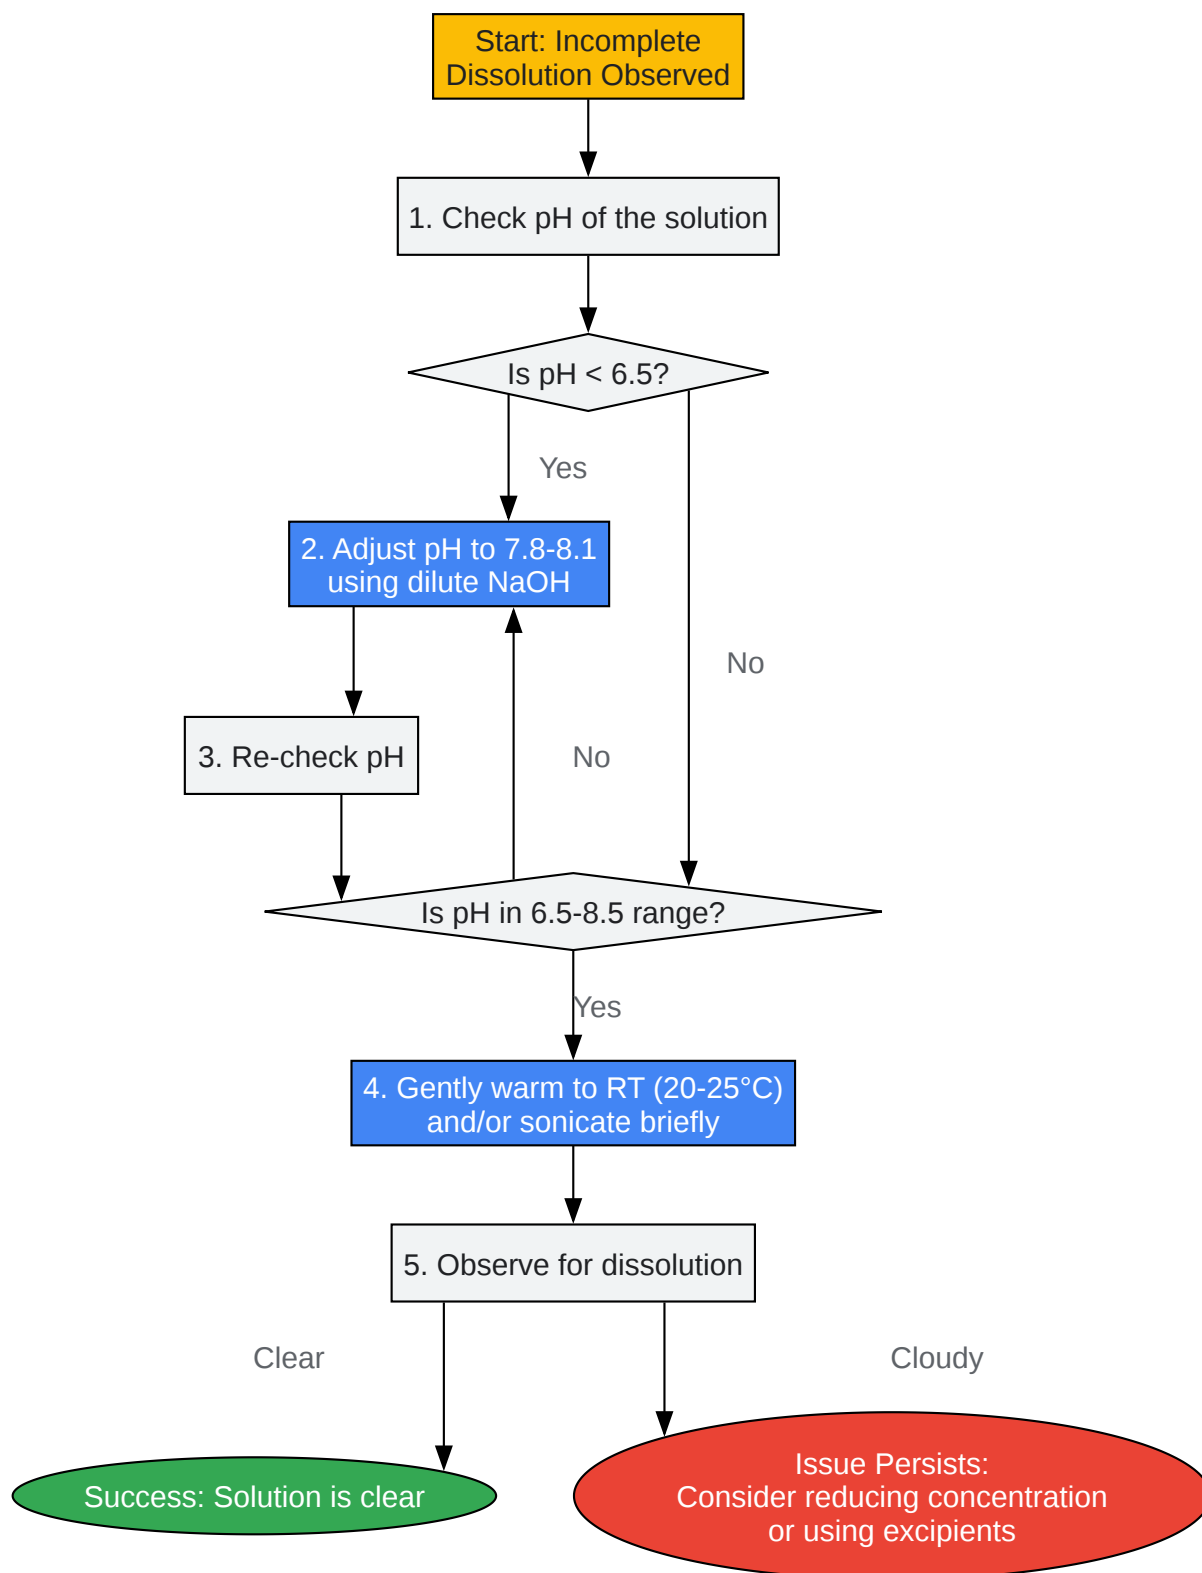 Start: Incomplete
Dissolution Observed
1. Check pH of the solution
Is pH < 6.5?
Yes
2. Adjust pH to 7.8-8.1
using dilute NaOH
No
3. Re-check pH
No
Is pH in 6.5-8.5 range?
Yes
4. Gently warm to RT (20-25°C)
and/or sonicate briefly
5. Observe for dissolution
Clear
Cloudy
Success: Solution is clear
Issue Persists:
Consider reducing concentration
or using excipients